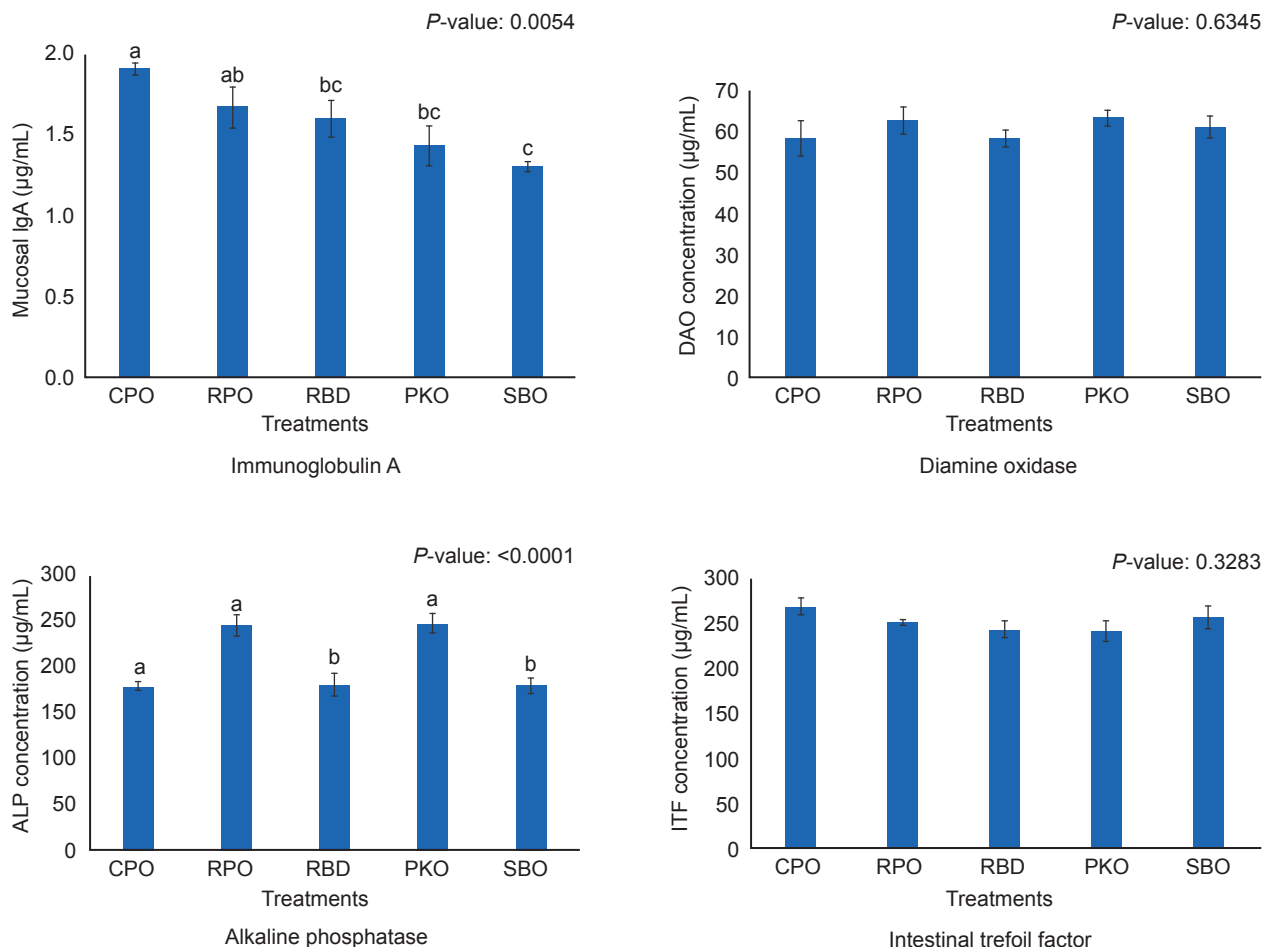 P-value: 0.0054
Mucosal IgA (µg/mL)
2.0
1.5
1.0
0.5
0.0
a
ab
bc
bc
c
CPO RPO RBD PKO SBO
Treatments
Immunoglobulin A
P-value: 0.6345
DAO concentration (µg/mL)
70
60
50
40
30
20
10
0
CPO RPO RBD PKO SBO
Treatments
Diamine oxidase
P-value: <0.0001
ALP concentration (µg/mL)
300
250
200
150
100
50
0
a
a
b
a
b
CPO RPO RBD PKO SBO
Treatments
Alkaline phosphatase
P-value: 0.3283
ITF concentration (µg/mL)
300
250
200
150
100
50
0
CPO RPO RBD PKO SBO
Treatments
Intestinal trefoil factor